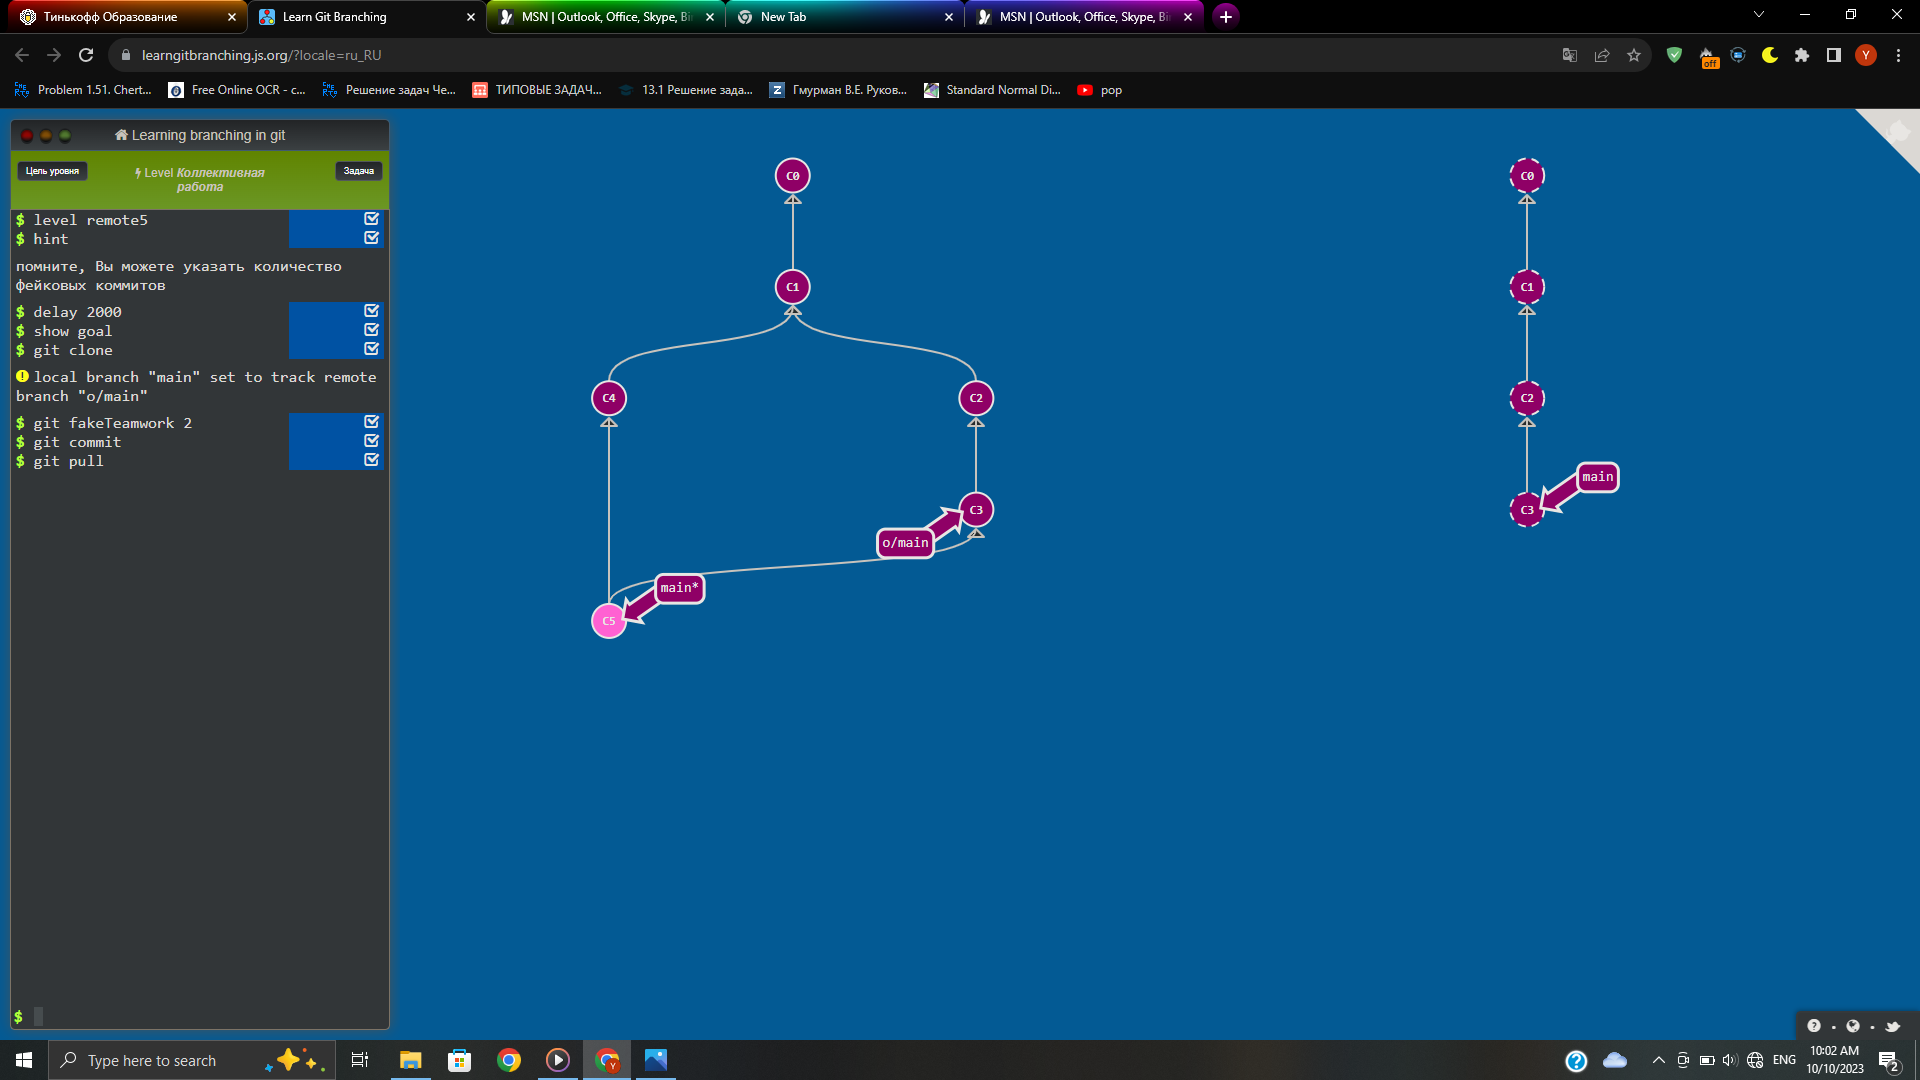 Тинькофф Образование
Learn Git Branching
MSN | Outlook, Office, Skype, Bi
New Tab
MSN | Outlook, Office, Skype, Bi
learngitbranching.js.org/?locale=ru_RU
off
Y
Problem 1.51. Chert...
Free Online OCR - c...
Решение задач Че...
ТИПОВЫЕ ЗАДАЧ...
13.1 Решение зада...
Гмурман В.Е. Руков...
Standard Normal Di...
pop
Learning branching in git
Цель уровня
Level Коллективная
работа
Задача
$ level remote5
$ hint
помните, Вы можете указать количество
фейковых коммитов
$ delay 2000
$ show goal
$ git clone
local branch "main" set to track remote
branch "o/main"
$ git fakeTeamwork 2
$ git commit
$ git pull
$
C0
C1
C4
C2
C3
o/main
main*
C5
C0
C1
C2
main
C3
Type here to search
ENG
10:02 AM
10/10/2023
2